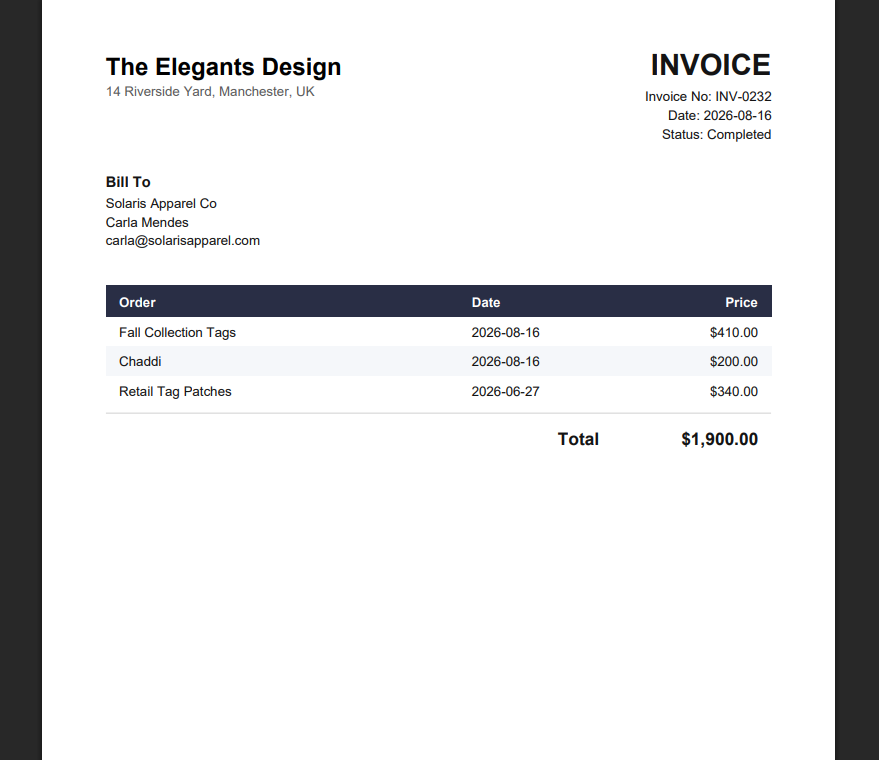 The Elegants Design
14 Riverside Yard, Manchester, UK
INVOICE
Invoice No: INV-0232
Date: 2026-08-16
Status: Completed
Bill To
Solaris Apparel Co
Carla Mendes
carla@solarisapparel.com
Order Date Price
Fall Collection Tags 2026-08-16 $410.00
Chaddi 2026-08-16 $200.00
Retail Tag Patches 2026-06-27 $340.00
Total $1,900.00